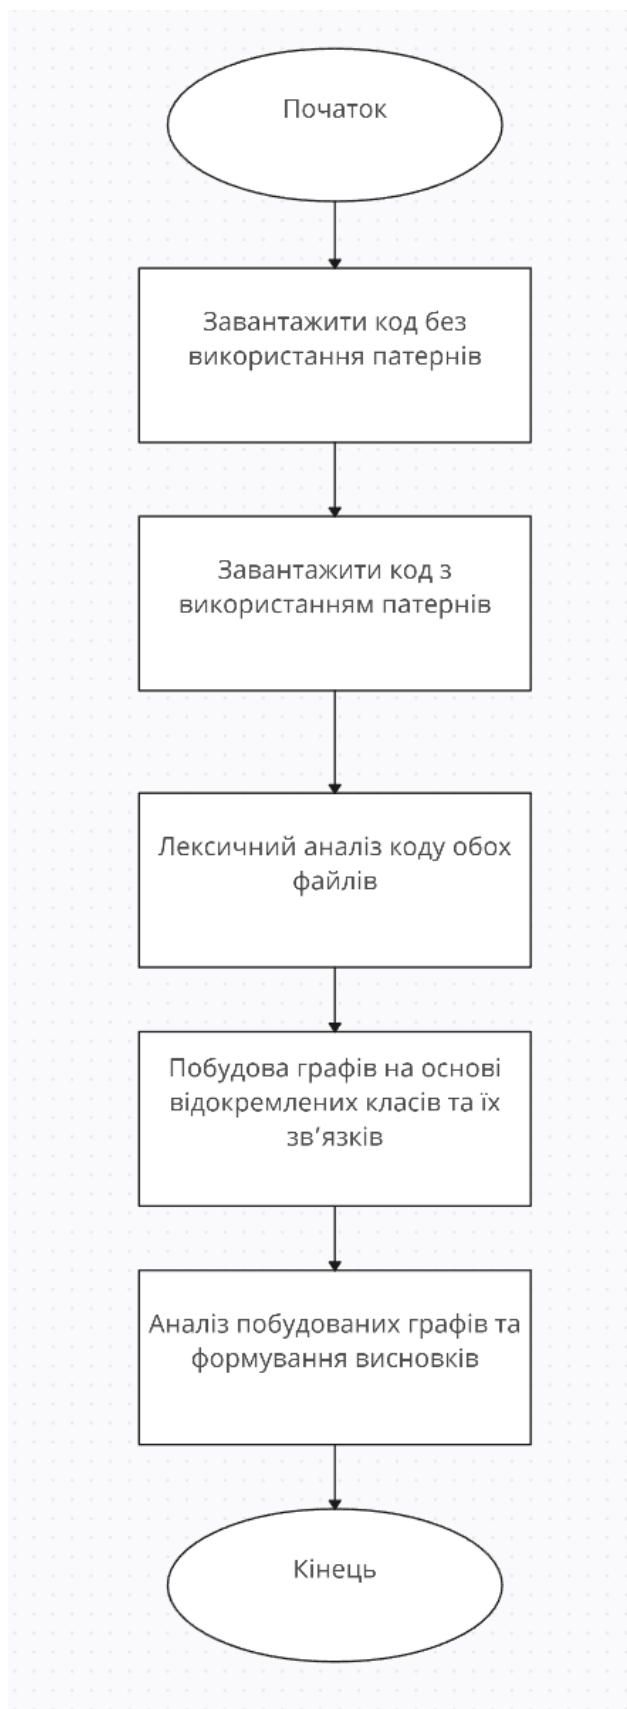 Початок
Завантажити код без
використання патернів
Завантажити код з
використанням патернів
Лексичний аналіз коду обох
файлів
Побудова графів на основі
відокремлених класів та їх
зв’язків
Аналіз побудованих графів та
формування висновків
Кінець